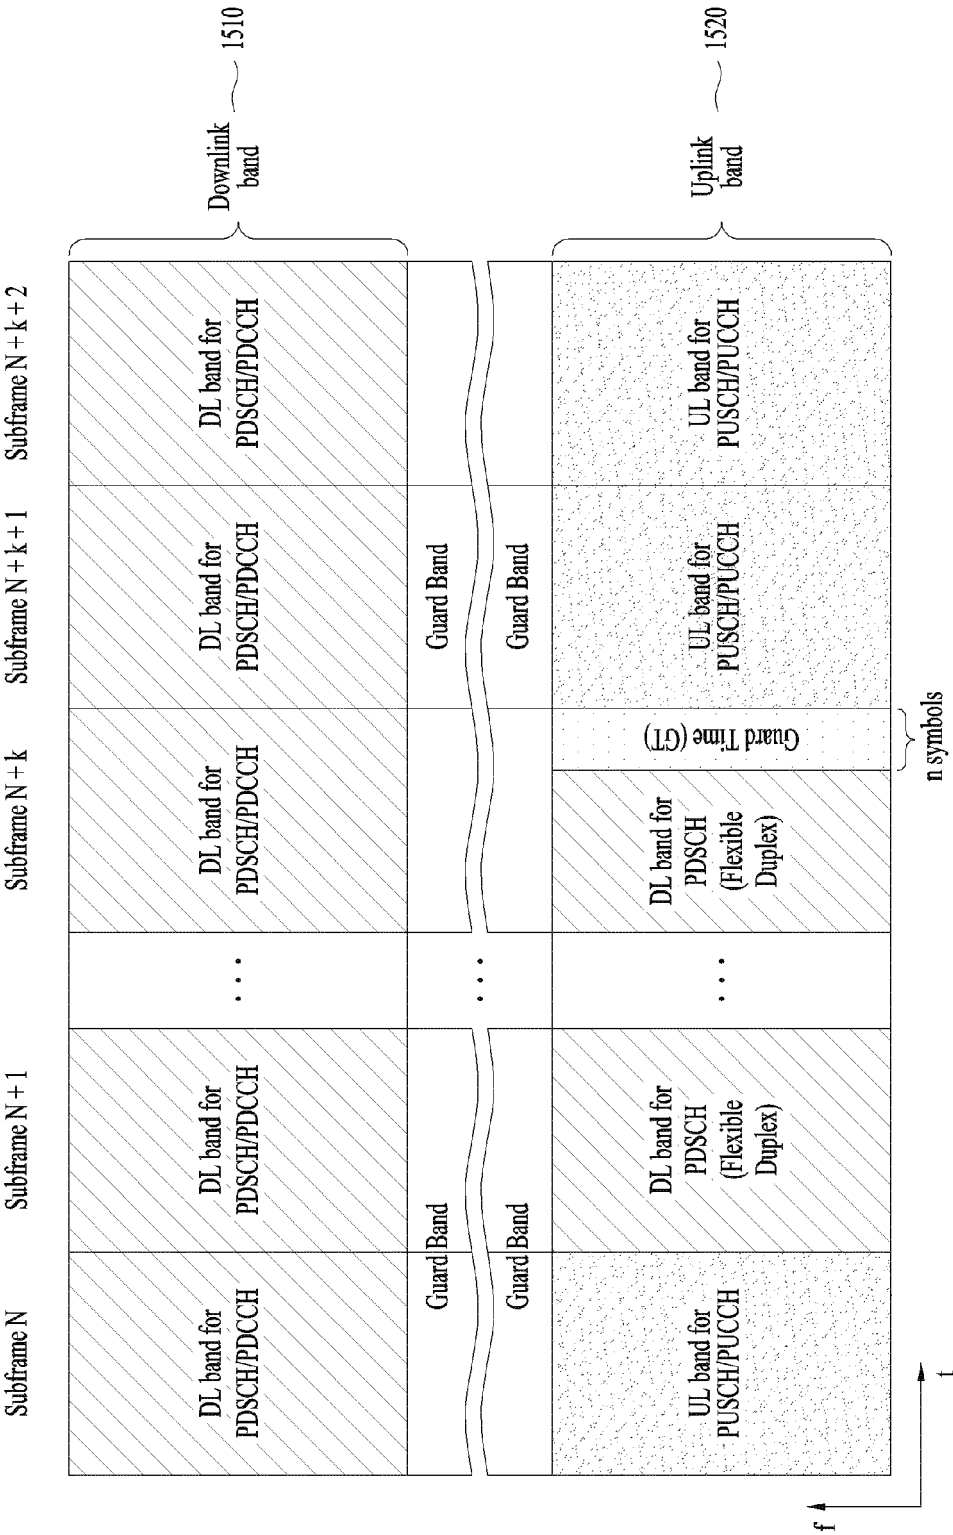 Subframe N
Subframe N + 1
Subframe N + k
Subframe N + k + 1
Subframe N + k + 2
DL band for
PDSCH/PDCCH
DL band for
PDSCH/PDCCH
...
DL band for
PDSCH/PDCCH
DL band for
PDSCH/PDCCH
DL band for
PDSCH/PDCCH
Downlink
band
1510
Guard Band
Guard Band
...
Guard Band
Guard Band
UL band for
PUSCH/PUCCH
DL band for
PDSCH
(Flexible
Duplex)
...
DL band for
PDSCH
(Flexible
Duplex)
Guard Time (GT)
UL band for
PUSCH/PUCCH
UL band for
PUSCH/PUCCH
Uplink
band
1520
n symbols
f
t